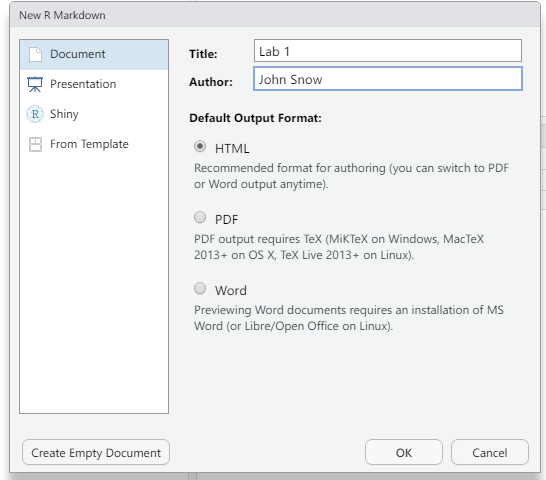 New R Markdown
Document
Presentation
R Shiny
From Template
Title: Lab 1
Author: John Snow
Default Output Format:
HTML
Recommended format for authoring (you can switch to PDF
or Word output anytime).
PDF
PDF output requires TeX (MiKTeX on Windows, MacTeX
2013+ on OS X, TeX Live 2013+ on Linux).
Word
Previewing Word documents requires an installation of MS
Word (or Libre/Open Office on Linux).
Create Empty Document
OK
Cancel